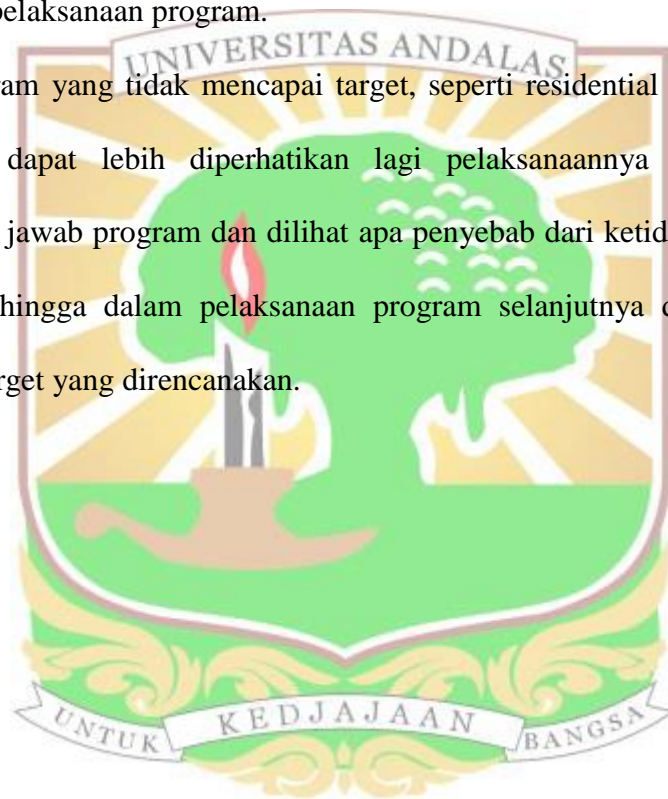 pelaksanaan program.
UNIVERSITAS ANDALAS
ram yang tidak mencapai target, seperti residential
dapat lebih diperhatikan lagi pelaksanaannya
jawab program dan dilihat apa penyebab dari ketid
hingga dalam pelaksanaan program selanjutnya d
rget yang direncanakan.
UNTUK KEDJAJAAN BANGSA